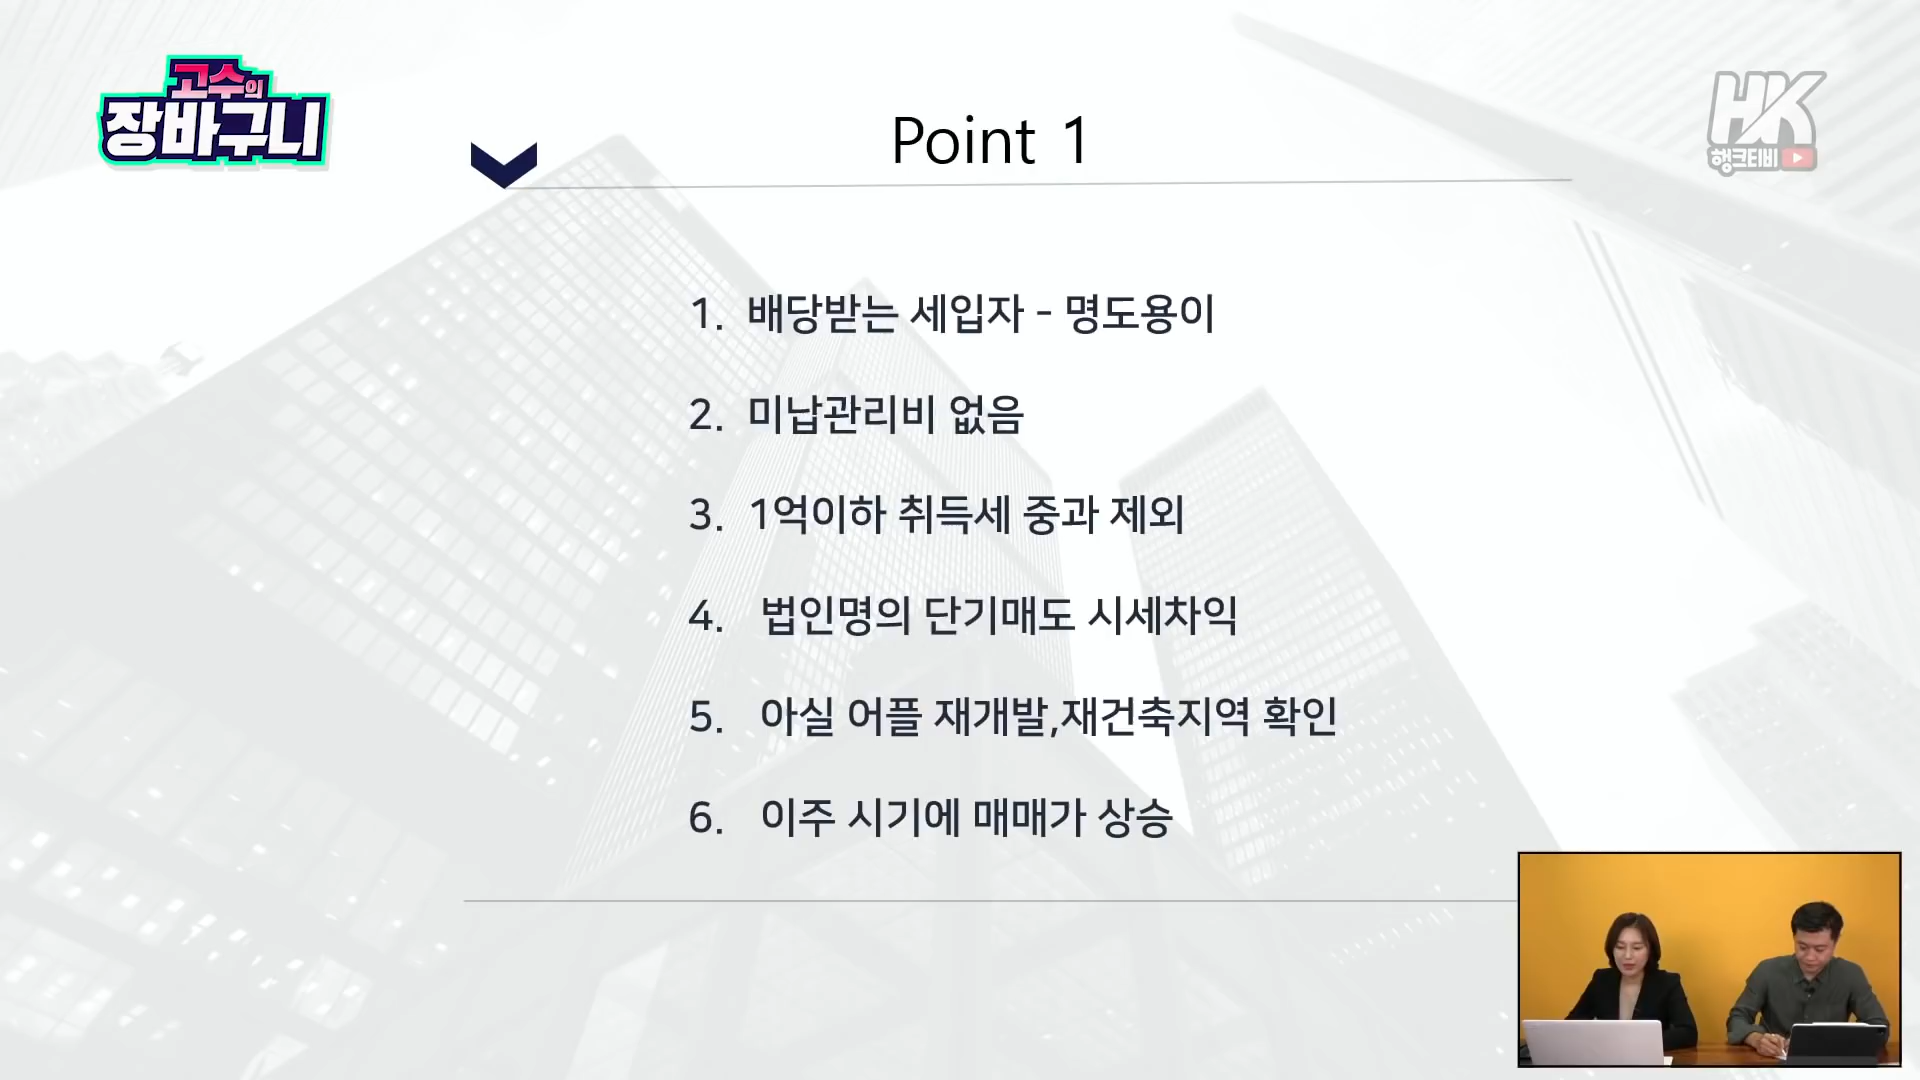 고수의
장바구니
HK
행크티비
Point 1
1. 배당받는 세입자 - 명도용이
2. 미납관리비 없음
3. 1억이하 취득세 중과 제외
4. 법인명의 단기매도 시세차익
5. 아실 어플 재개발,재건축지역 확인
6. 이주 시기에 매매가 상승